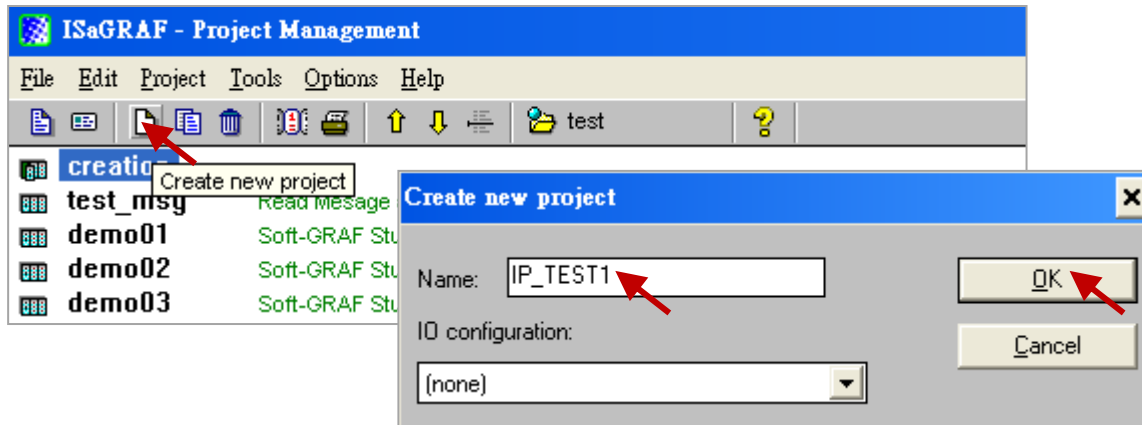 ISaGRAF - Project Management
File Edit Project Tools Options Help
test
creation
Create new project
test_msg Read Message
demo01 Soft-GRAF Stu
demo02 Soft-GRAF Stu
demo03 Soft-GRAF Stu
Create new project
Name: IP_TEST1 OK
IO configuration:
Cancel
(none)